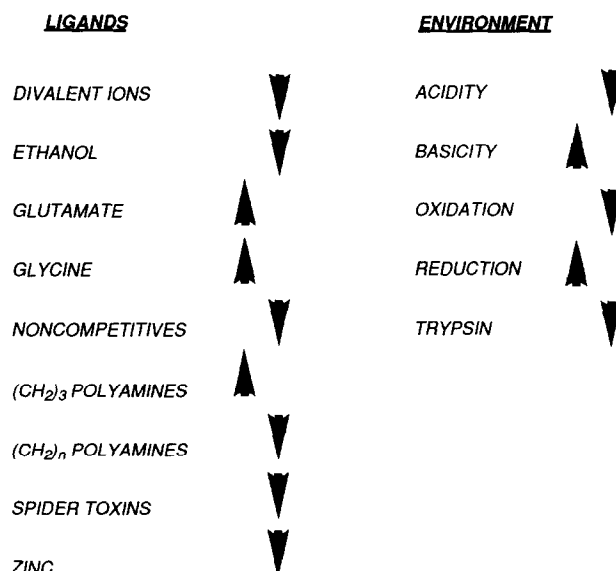 LIGANDS
DIVALENT IONS
ETHANOL
GLUTAMATE
GLYCINE
NONCOMPETITIVES
(CH2)3 POLYAMINES
(CH2)n POLYAMINES
SPIDER TOXINS
ZINC
ENVIRONMENT
ACIDITY
BASICITY
OXIDATION
REDUCTION
TRYPSIN